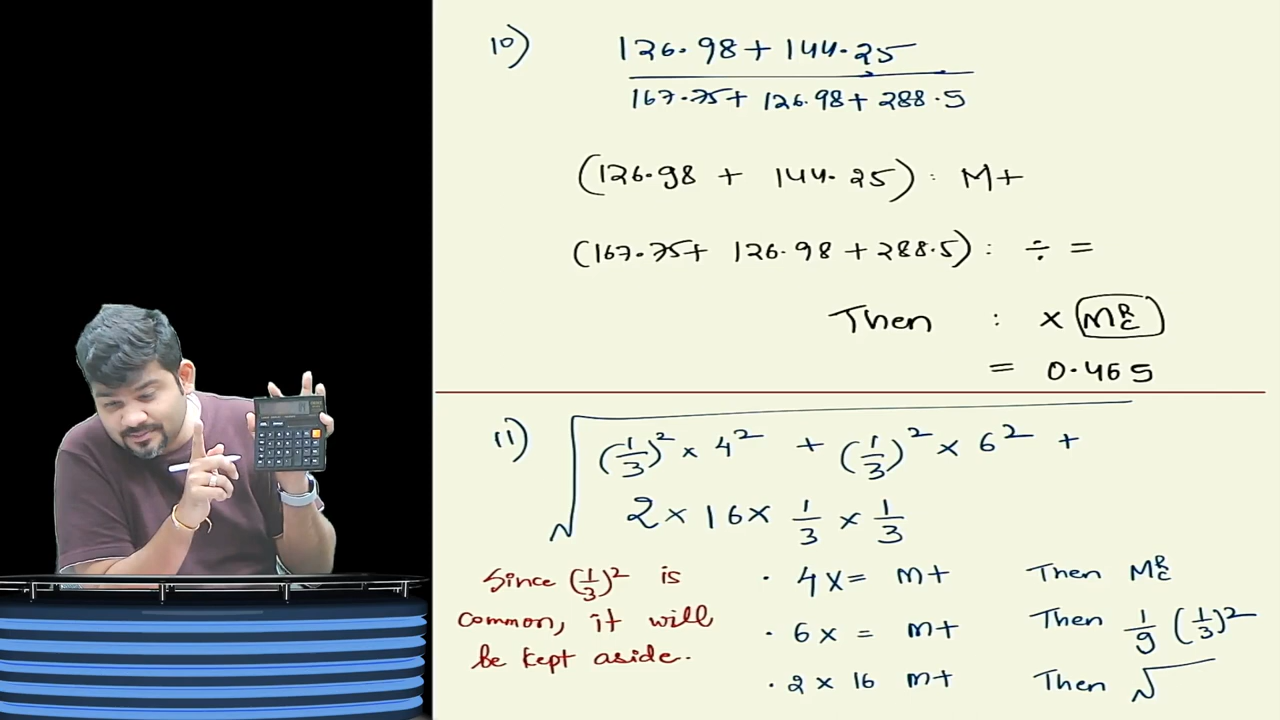 10) 126.98 + 144.25
167.75 + 126.98 + 288.5
(126.98 + 144.25) : M+
(167.75 + 126.98 + 288.5) : ÷ =
Then : × MRC
= 0.465
11) √ (1/3)² × 4² + (1/3)² × 6² +
2 × 16 × 1/3 × 1/3
Since (1/3)² is
common, it will
be kept aside.
· 4 × = m+ Then MRC
· 6 × = m+ Then 1/9 (1/3)²
· 2 × 16 m+ Then √